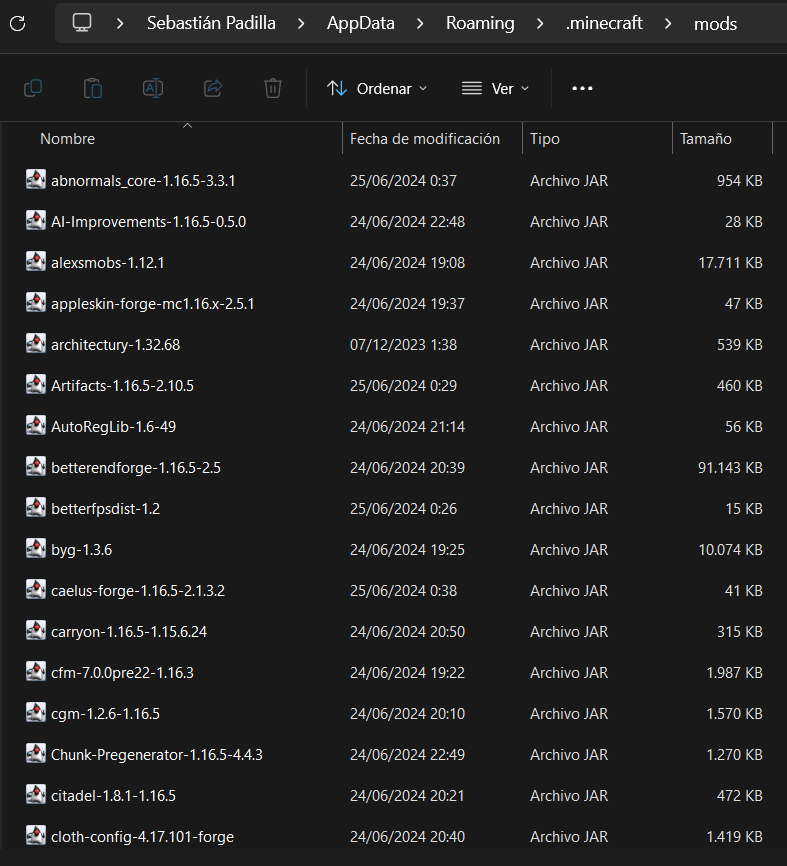 Sebastián Padilla > AppData > Roaming > .minecraft > mods
Ordenar Ver
Nombre Fecha de modificación Tipo Tamaño
abnormals_core-1.16.5-3.3.1 25/06/2024 0:37 Archivo JAR 954 KB
AI-Improvements-1.16.5-0.5.0 24/06/2024 22:48 Archivo JAR 28 KB
alexsmobs-1.12.1 24/06/2024 19:08 Archivo JAR 17.711 KB
appleskin-forge-mc1.16.x-2.5.1 24/06/2024 19:37 Archivo JAR 47 KB
architectury-1.32.68 07/12/2023 1:38 Archivo JAR 539 KB
Artifacts-1.16.5-2.10.5 25/06/2024 0:29 Archivo JAR 460 KB
AutoRegLib-1.6-49 24/06/2024 21:14 Archivo JAR 56 KB
betterendforge-1.16.5-2.5 24/06/2024 20:39 Archivo JAR 91.143 KB
betterfpsdist-1.2 25/06/2024 0:26 Archivo JAR 15 KB
byg-1.3.6 24/06/2024 19:25 Archivo JAR 10.074 KB
caelus-forge-1.16.5-2.1.3.2 25/06/2024 0:38 Archivo JAR 41 KB
carryon-1.16.5-1.15.6.24 24/06/2024 20:50 Archivo JAR 315 KB
cfm-7.0.0pre22-1.16.3 24/06/2024 19:22 Archivo JAR 1.987 KB
cgm-1.2.6-1.16.5 24/06/2024 20:10 Archivo JAR 1.570 KB
Chunk-Pregenerator-1.16.5-4.4.3 24/06/2024 22:49 Archivo JAR 1.270 KB
citadel-1.8.1-1.16.5 24/06/2024 20:21 Archivo JAR 472 KB
cloth-config-4.17.101-forge 24/06/2024 20:40 Archivo JAR 1.419 KB